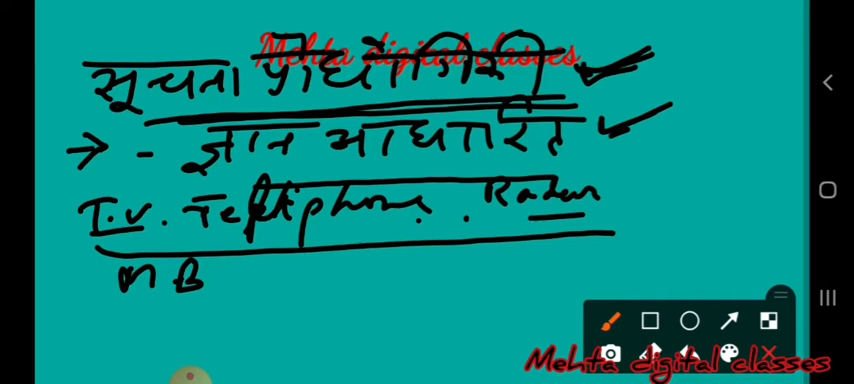 Mehta digital classes
सूचना प्रौद्योगिकी
→ - ज्ञान आधारित
T.V. Telephone. Radar
MB
Mehta digital classes